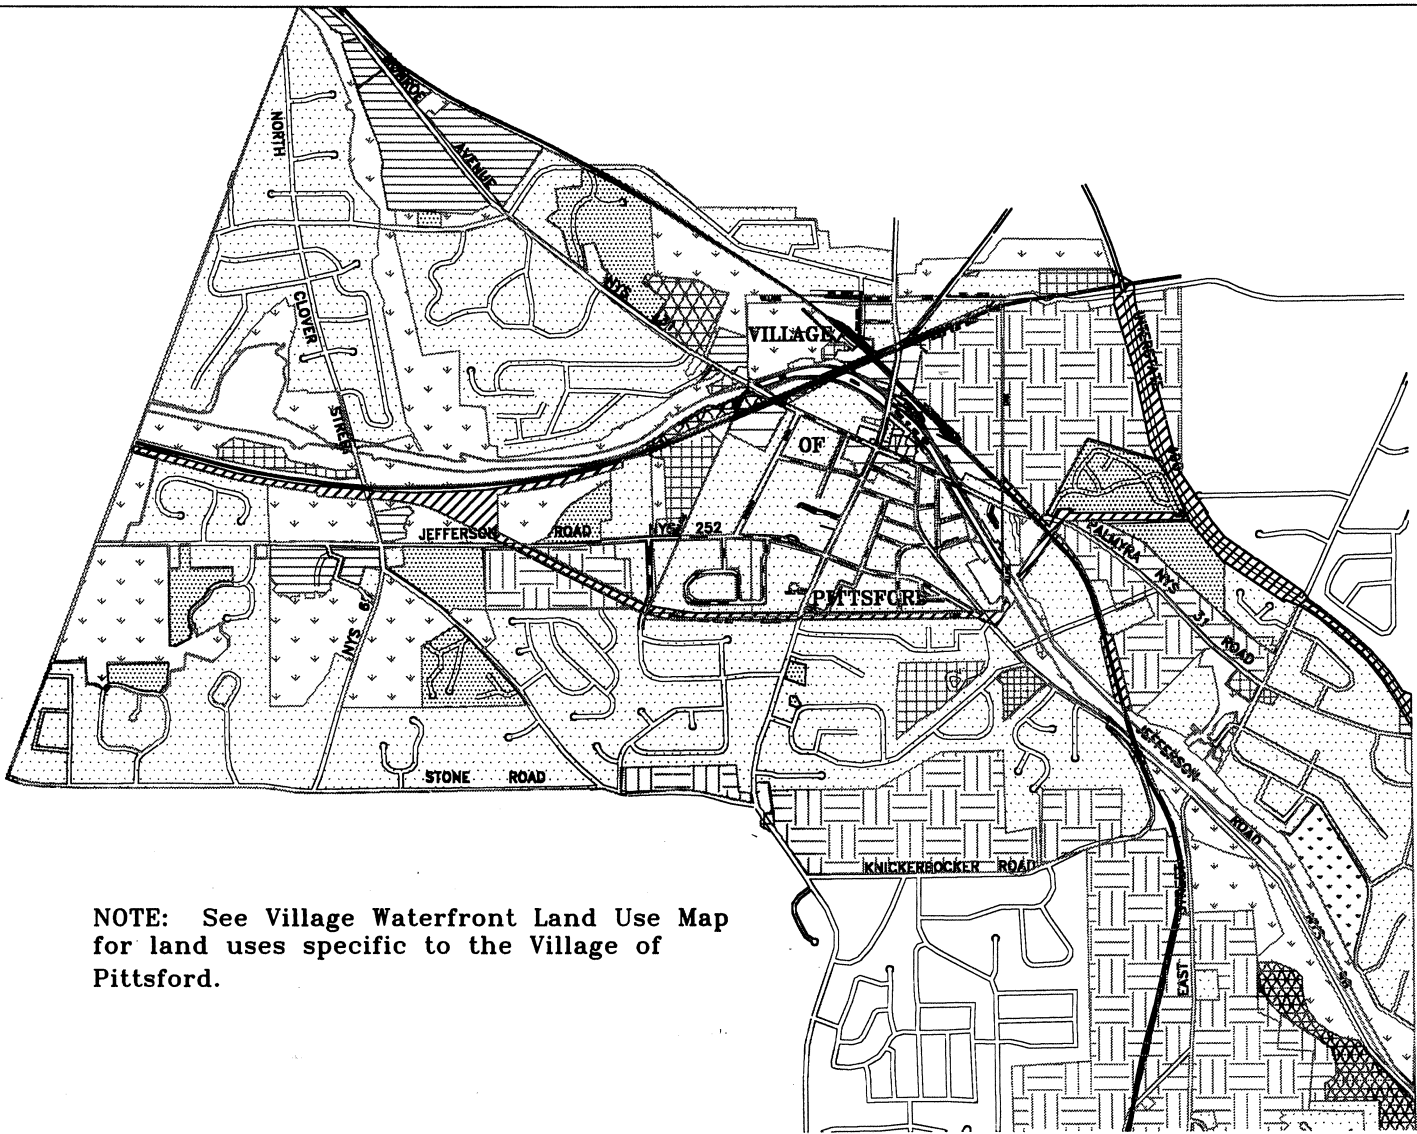 MONROE
NORTH
AVENUE
CLOVER
NYS
VILLAGE
STREET
OF
JEFFERSON ROAD NYS 252
PALMYRA NYS 31 ROAD
PITTSFORD
STONE ROAD
JEFFERSON
ROAD
KNICKERBOCKER ROAD
STREET
EAST
NYS
96
NOTE: See Village Waterfront Land Use Map
for land uses specific to the Village of
Pittsford.